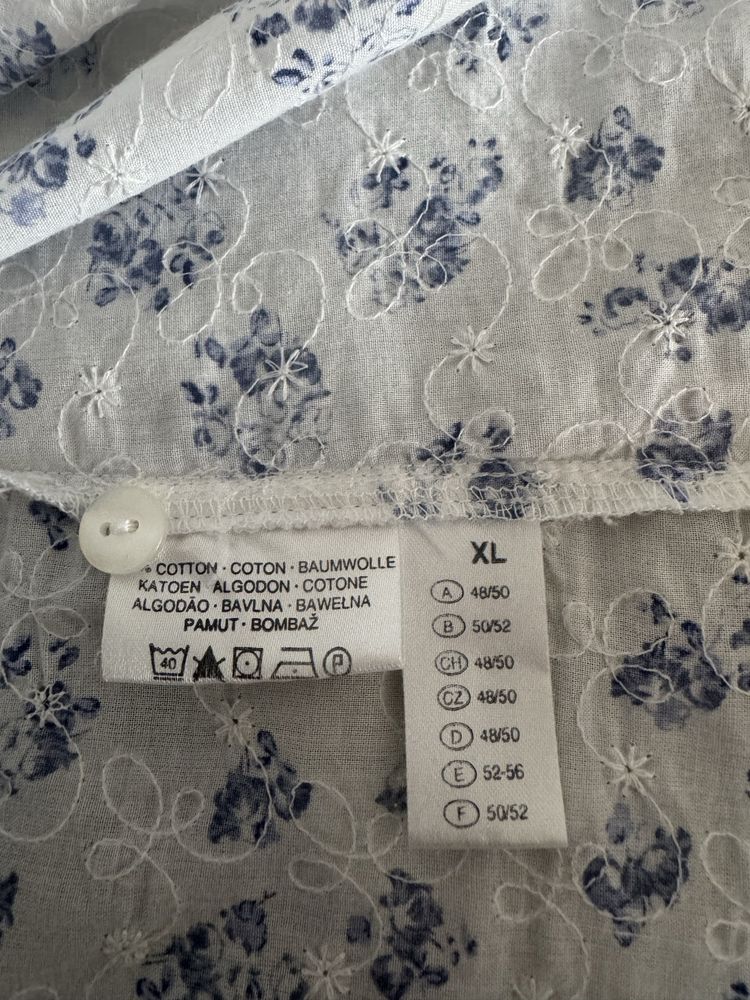 % COTTON · COTON · BAUMWOLLE
KATOEN ALGODON · COTONE
ALGODÃO · BAVLNA · BAWEŁNA
PAMUT · BOMBAŽ
40 P
XL
A 48/50
B 50/52
CH 48/50
CZ 48/50
D 48/50
E 52-56
F 50/52